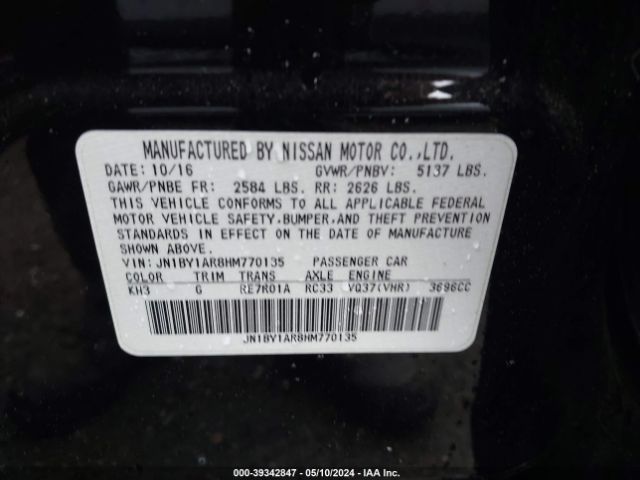 MANUFACTURED BY NISSAN MOTOR CO.,LTD.
DATE: 10/16 GVWR/PNBV: 5137 LBS.
GAWR/PNBE FR: 2584 LBS. RR: 2626 LBS.
THIS VEHICLE CONFORMS TO ALL APPLICABLE FEDERAL
MOTOR VEHICLE SAFETY,BUMPER,AND THEFT PREVENTION
STANDARDS IN EFFECT ON THE DATE OF MANUFACTURE
SHOWN ABOVE.
VIN: JN1BY1AR8HM770135 PASSENGER CAR
COLOR TRIM TRANS AXLE ENGINE
KH3 G RE7R01A RC33 VQ37(VHR) 3696CC
JN1BY1AR8HM770135
000-39342847 - 05/10/2024 - IAA Inc.